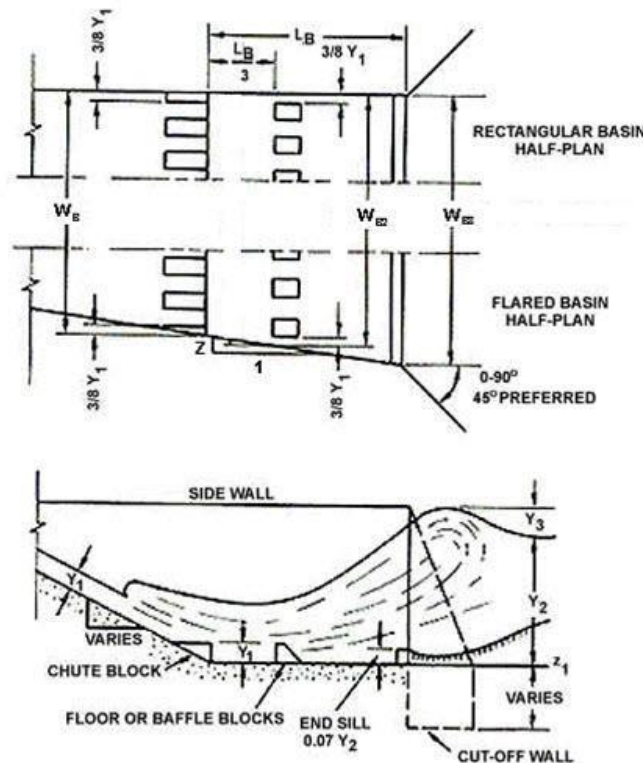 3/8 Y1
LB
LB
3
3/8 Y1
RECTANGULAR BASIN
HALF-PLAN
WB
WB2
WB3
FLARED BASIN
HALF-PLAN
Z
1
3/8 Y1
3/8 Y1
0-90°
45° PREFERRED
SIDE WALL
Y3
Y1
Y2
VARIES
Y1
CHUTE BLOCK
z1
FLOOR OR BAFFLE BLOCKS
END SILL
0.07 Y2
VARIES
CUT-OFF WALL